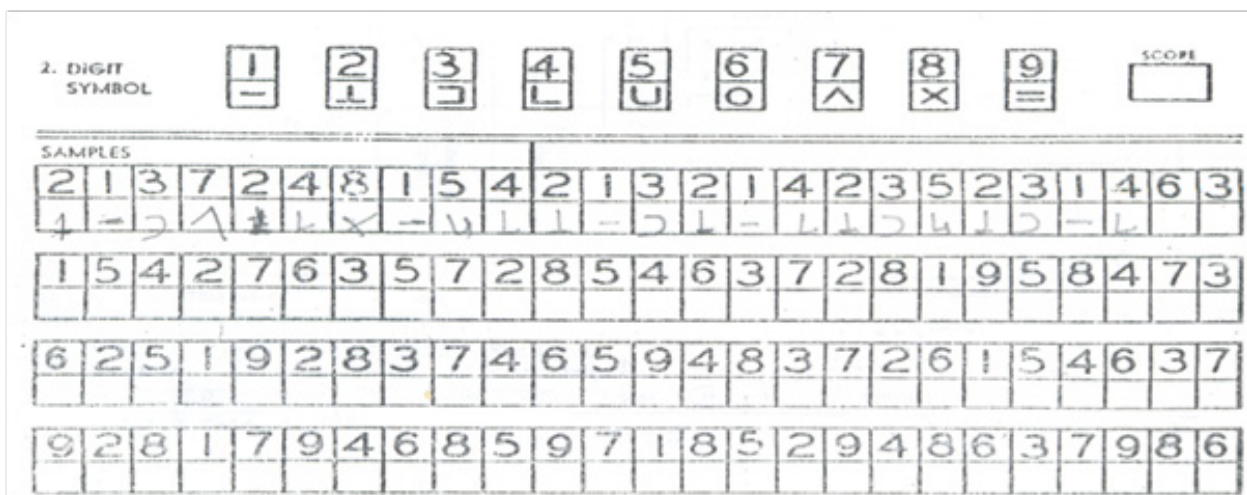 2. DIGIT 1 2 3 4 5 6 7 8 9 SCORE
SYMBOL - ⊥ ⊐ ∟ U O ∧ × =
SAMPLES
2 1 3 7 2 4 8 1 5 4 2 1 3 2 1 4 2 3 5 2 3 1 4 6 3
1 5 4 2 7 6 3 5 7 2 8 5 4 6 3 7 2 8 1 9 5 8 4 7 3
6 2 5 1 9 2 8 3 7 4 6 5 9 4 8 3 7 2 6 1 5 4 6 3 7
9 2 8 1 7 9 4 6 8 5 9 7 1 8 5 2 9 4 8 6 3 7 9 8 6